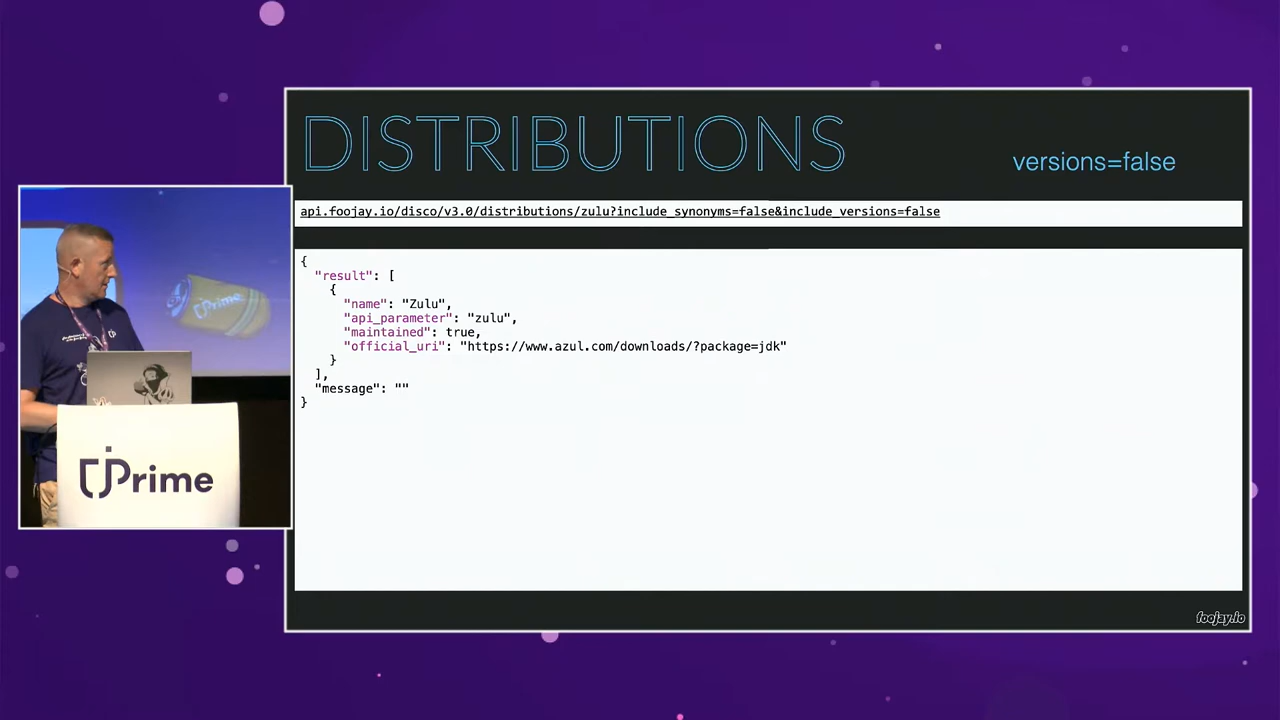 DISTRIBUTIONS
versions=false
api.foojay.io/disco/v3.0/distributions/zulu?include_synonyms=false&include_versions=false
{
"result": [
{
"name": "Zulu",
"api_parameter": "zulu",
"maintained": true,
"official_uri": "https://www.azul.com/downloads/?package=jdk"
}
],
"message": ""
}
foojay.io
jPrime
jPrime